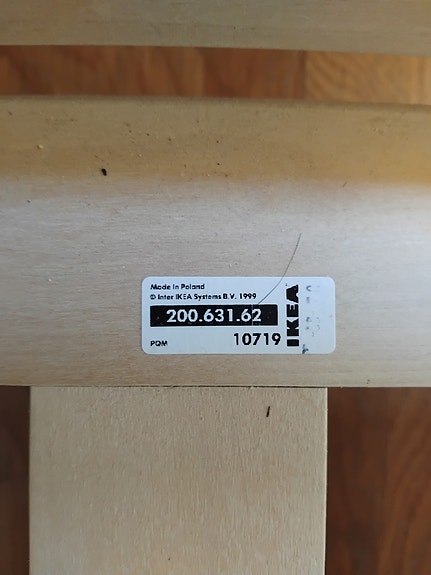 Made in Poland
© Inter IKEA Systems B.V. 1999
200.631.62
PQM 10719
IKEA